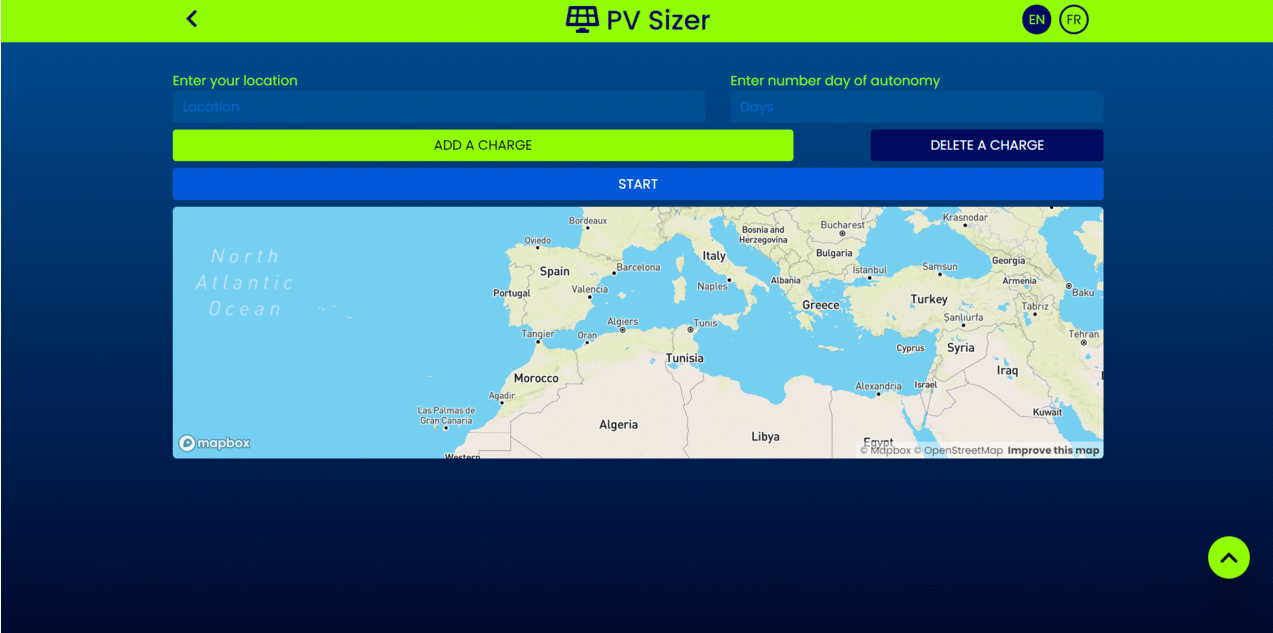 PV Sizer
EN
FR
Enter your location
Enter number day of autonomy
Location
Days
ADD A CHARGE
DELETE A CHARGE
START
Bordeaux
Krasnodar
Bosnia and
Herzegovina
Bucharest
Oviedo
North
Atlantic
Ocean
Italy
Bulgaria
Georgia
Spain
Barcelona
Istanbul
Samsun
Albania
Armenia
Portugal
Valencia
Naples
Baku
Greece
Turkey
Tabriz
Algiers
Tunis
Şanlıurfa
Tangier
Oran
Tehran
Cyprus
Syria
Tunisia
Iraq
Morocco
Alexandria
Israel
Agadir
Las Palmas de
Gran Canaria
Kuwait
Algeria
Libya
Egypt
mapbox
© Mapbox © OpenStreetMap Improve this map
Western